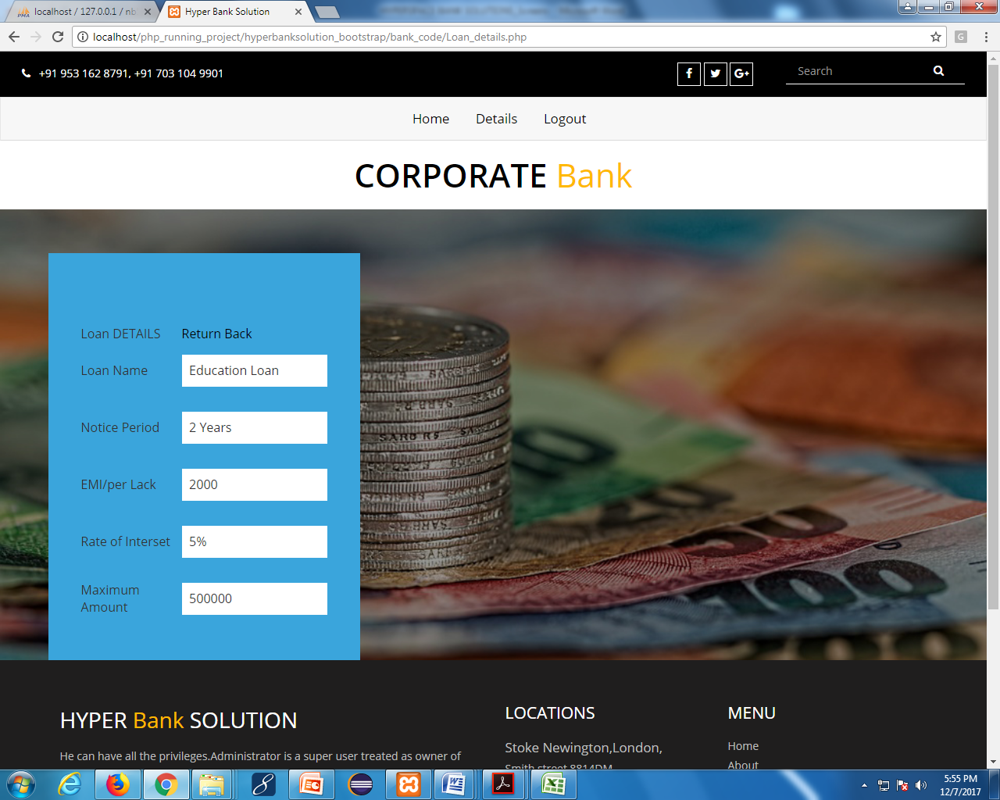 PMA localhost / 127.0.0.1 / nb
Hyper Bank Solution
localhost/php_running_project/hyperbanksolution_bootstrap/bank_code/Loan_details.php
+91 953 162 8791, +91 703 104 9901
Search
Home Details Logout
CORPORATE Bank
Loan DETAILS Return Back
Loan Name Education Loan
Notice Period 2 Years
EMI/per Lack 2000
Rate of Interset 5%
Maximum
Amount 500000
HYPER Bank SOLUTION
He can have all the privileges.Administrator is a super user treated as owner of
LOCATIONS
Stoke Newington,London,
Smith street 8814DM
MENU
Home
About
5:55 PM
12/7/2017